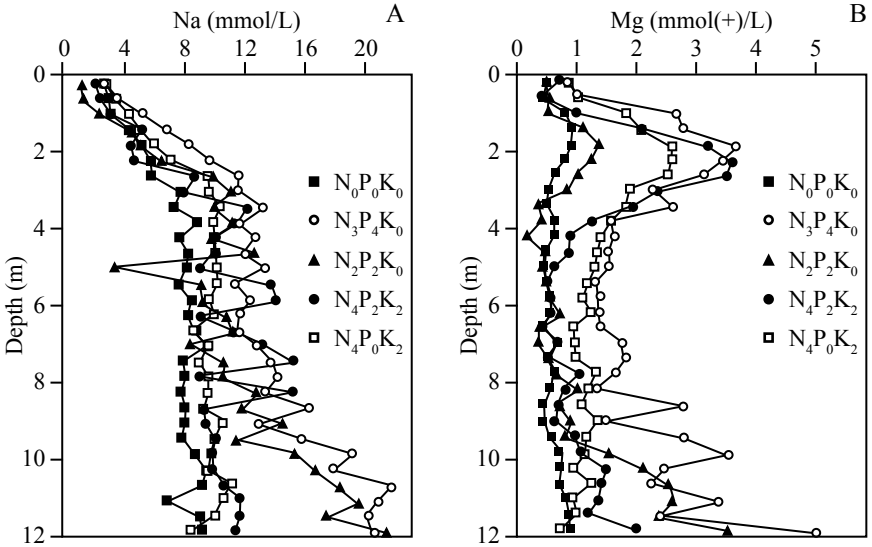 Na (mmol/L) A
0 4 8 12 16 20
0
2
4
6
8
10
12
Depth (m)
N₀P₀K₀
N₃P₄K₀
N₂P₂K₀
N₄P₂K₂
N₄P₀K₂
Mg (mmol(+)/L) B
0 1 2 3 4 5
0
2
4
6
8
10
12
Depth (m)
N₀P₀K₀
N₃P₄K₀
N₂P₂K₀
N₄P₂K₂
N₄P₀K₂